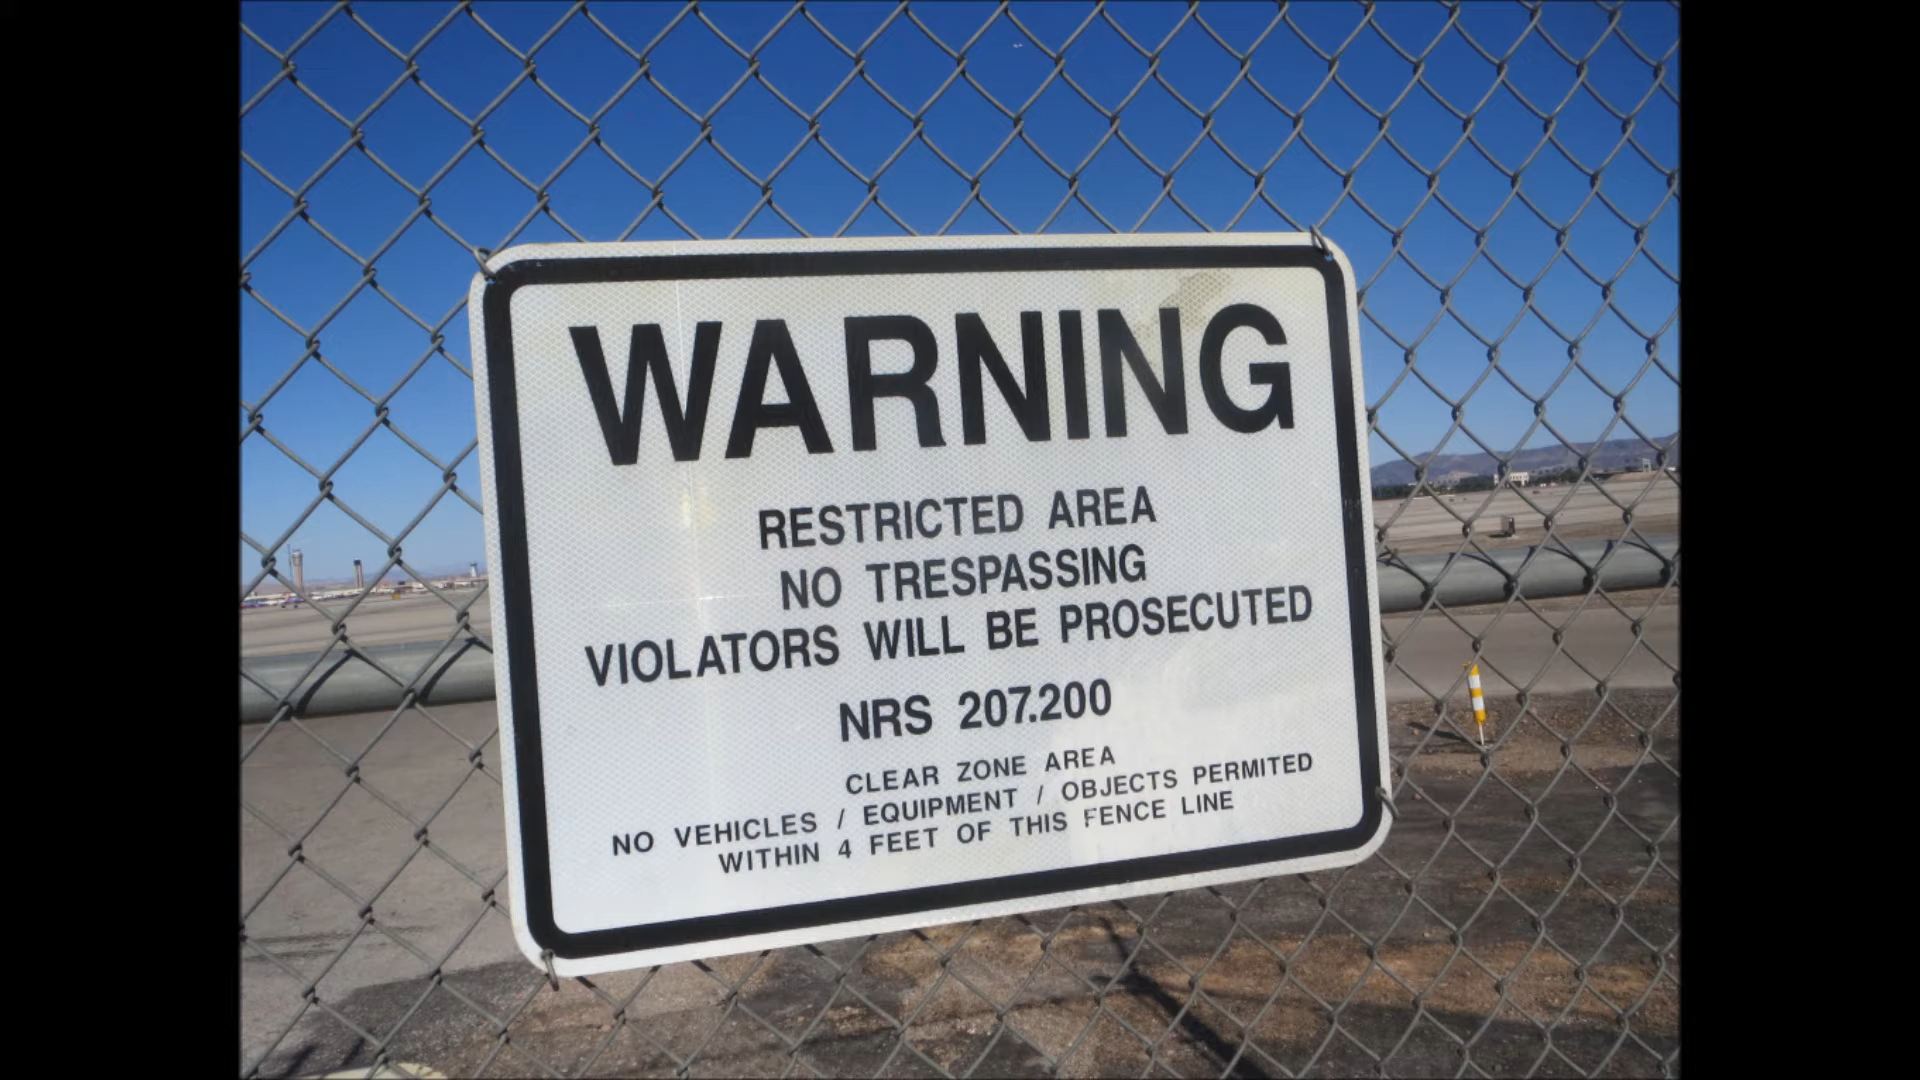 WARNING
RESTRICTED AREA
NO TRESPASSING
VIOLATORS WILL BE PROSECUTED
NRS 207.200
CLEAR ZONE AREA
NO VEHICLES / EQUIPMENT / OBJECTS PERMITED
WITHIN 4 FEET OF THIS FENCE LINE